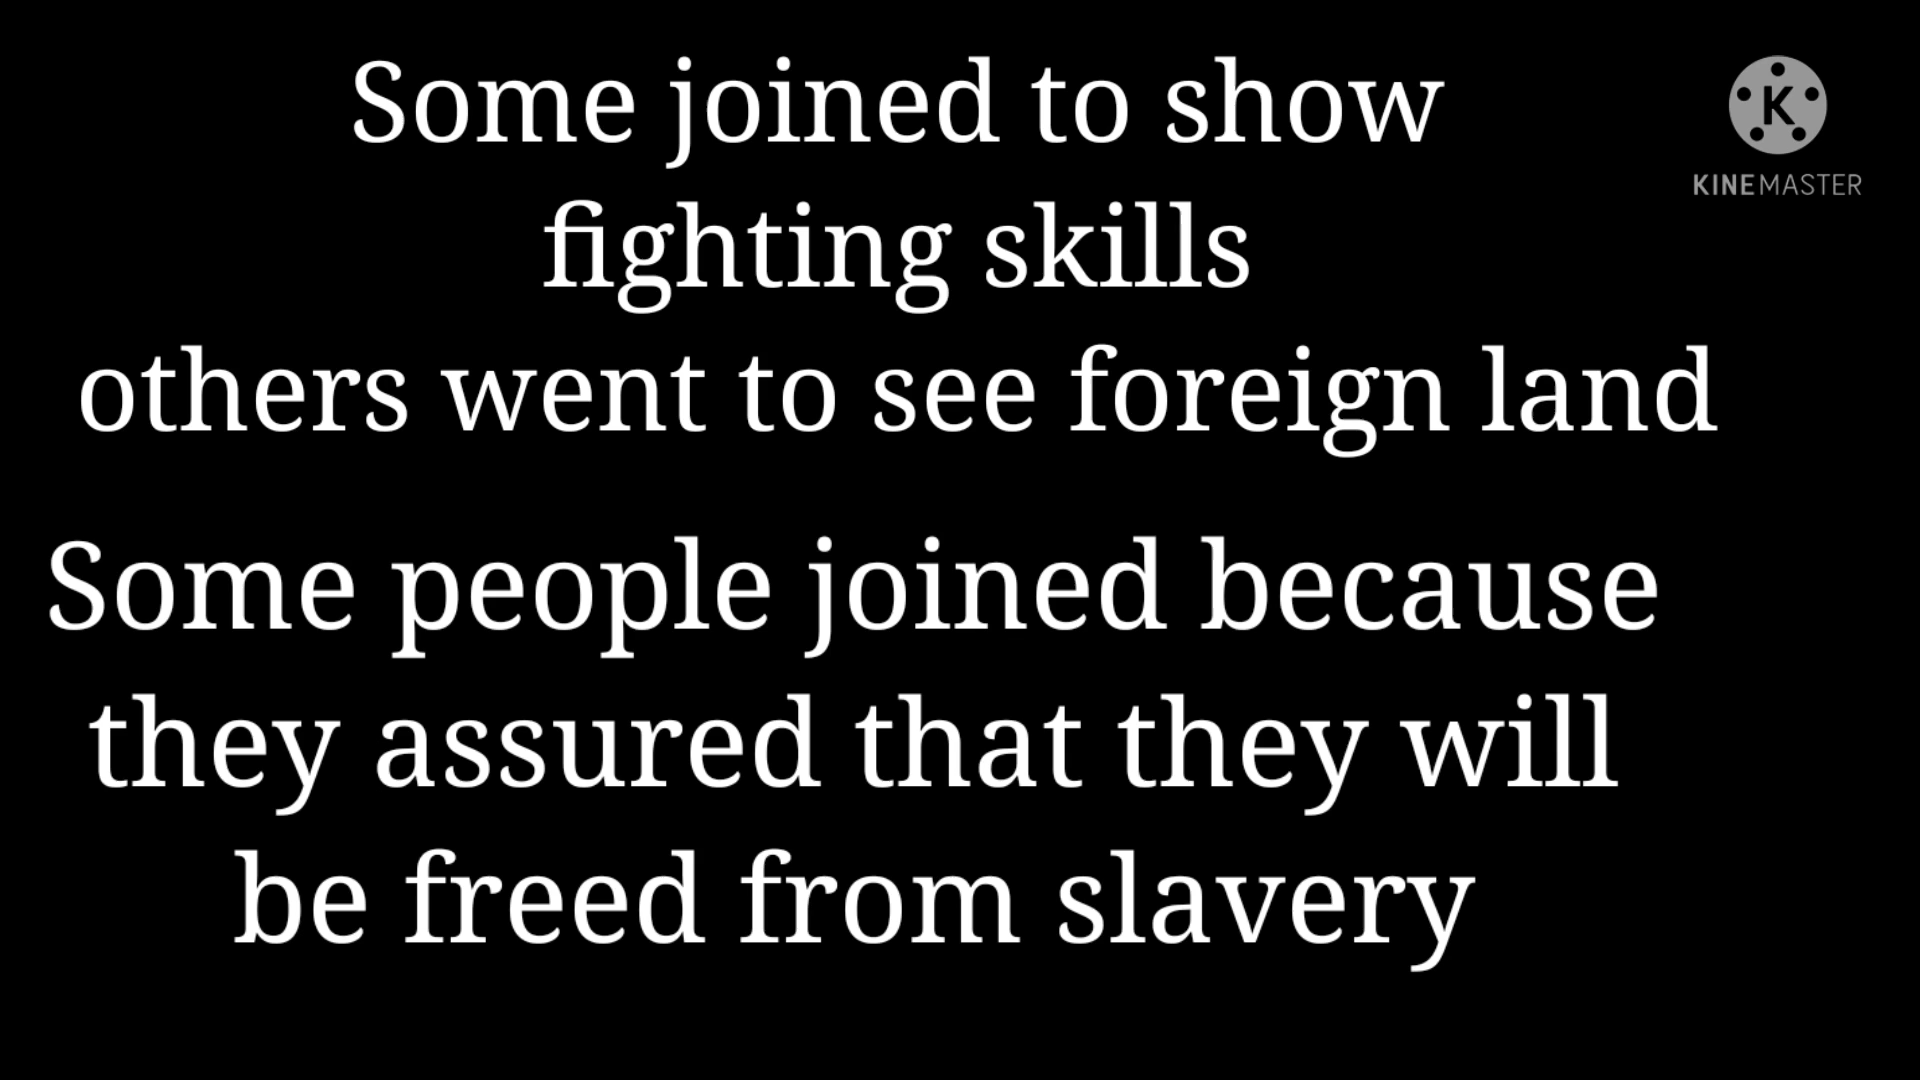 Some joined to show
fighting skills
others went to see foreign land
Some people joined because
they assured that they will
be freed from slavery
K
KINEMASTER